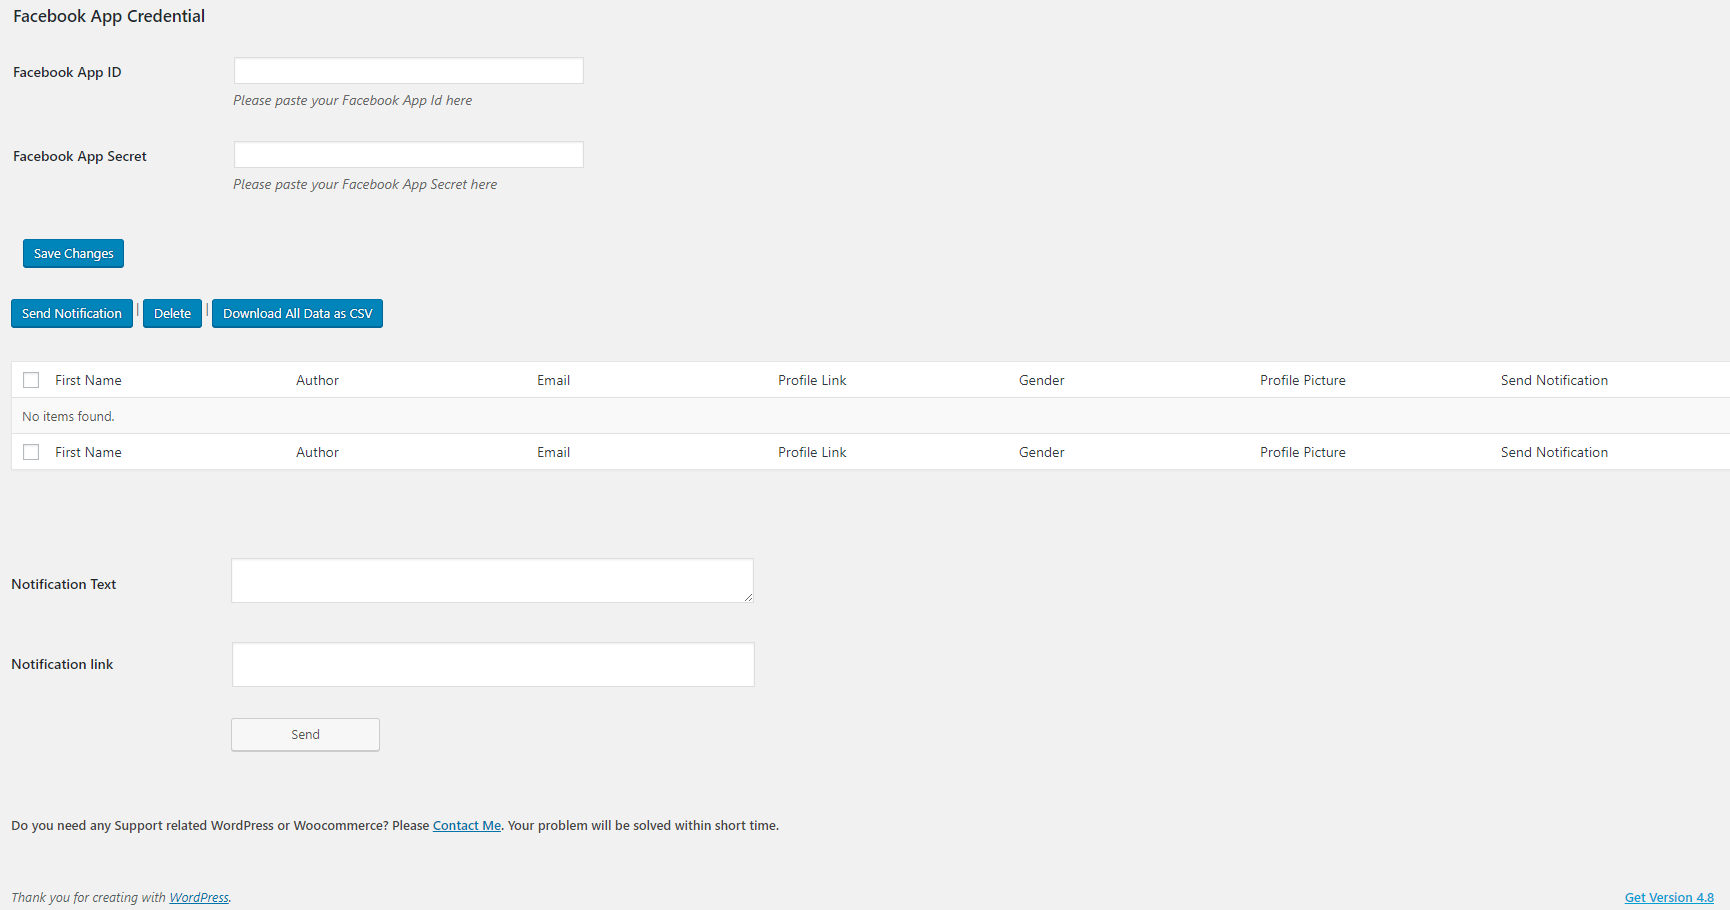 Facebook App Credential
Facebook App ID
Please paste your Facebook App Id here
Facebook App Secret
Please paste your Facebook App Secret here
Save Changes
Send Notification | Delete | Download All Data as CSV
First Name Author Email Profile Link Gender Profile Picture Send Notification
No items found.
First Name Author Email Profile Link Gender Profile Picture Send Notification
Notification Text
Notification link
Send
Do you need any Support related WordPress or Woocommerce? Please Contact Me. Your problem will be solved within short time.
Thank you for creating with WordPress. Get Version 4.8